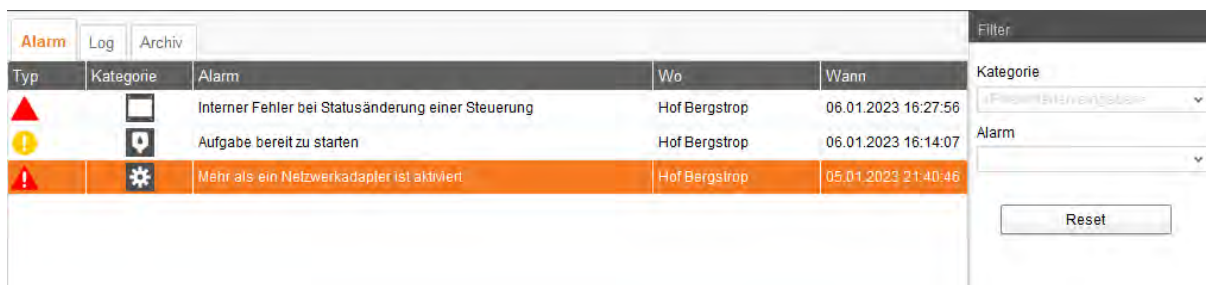 Alarm Log Archiv
Filter
Typ Kategorie Alarm Wo Wann
Kategorie
Interner Fehler bei Statusänderung einer Steuerung Hof Bergstrop 06.01.2023 16:27:56
Alarm
Aufgabe bereit zu starten Hof Bergstrop 06.01.2023 16:14:07
Mehr als ein Netzwerkadapter ist aktiviert Hof Bergstrop 05.01.2023 21:40:46
Reset